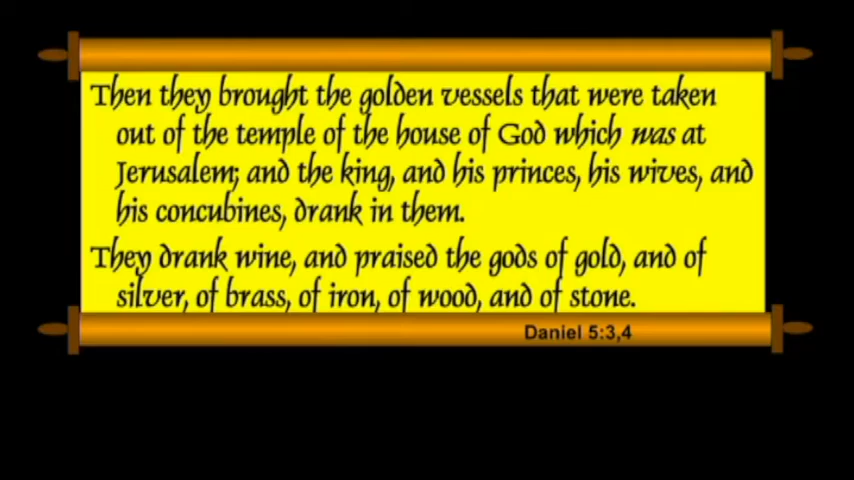 Then they brought the golden vessels that were taken
out of the temple of the house of God which was at
Jerusalem; and the king, and his princes, his wives, and
his concubines, drank in them.
They drank wine, and praised the gods of gold, and of
silver, of brass, of iron, of wood, and of stone.
Daniel 5:3,4